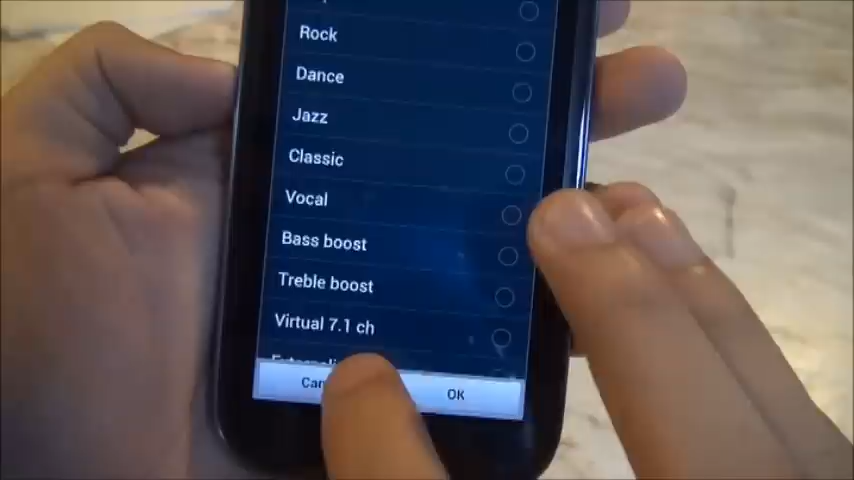 Rock
Dance
Jazz
Classic
Vocal
Bass boost
Treble boost
Virtual 7.1 ch
OK